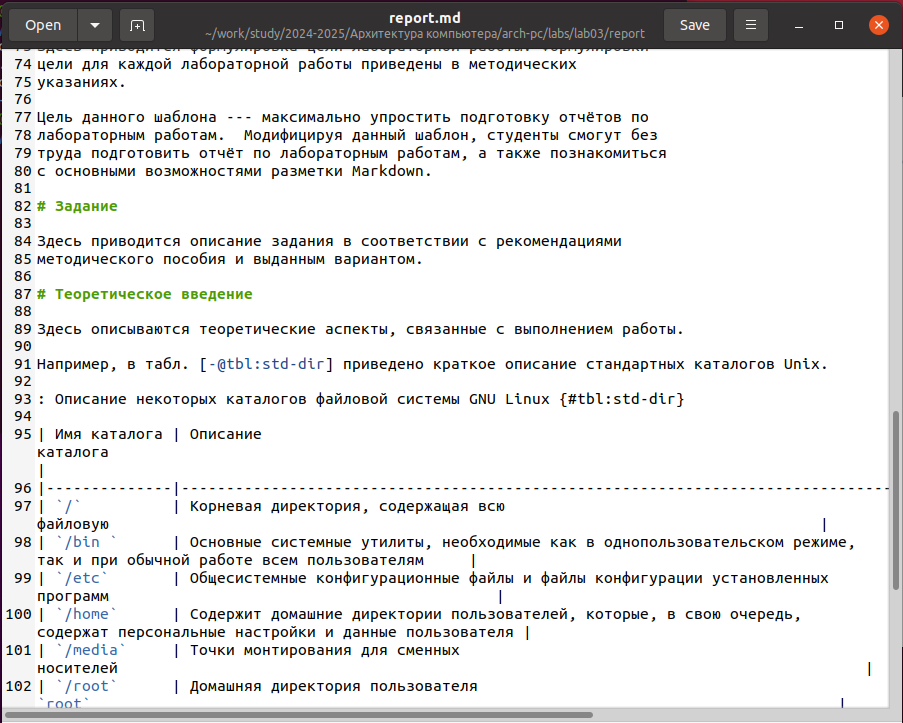 Open
report.md
~/work/study/2024-2025/Архитектура компьютера/arch-pc/labs/lab03/report
Save
73 Здесь приводится формулировка цели лабораторной работы. Формулировки
74 цели для каждой лабораторной работы приведены в методических
75 указаниях.
76
77 Цель данного шаблона --- максимально упростить подготовку отчётов по
78 лабораторным работам.  Модифицируя данный шаблон, студенты смогут без
79 труда подготовить отчёт по лабораторным работам, а также познакомиться
80 с основными возможностями разметки Markdown.
81
82 # Задание
83
84 Здесь приводится описание задания в соответствии с рекомендациями
85 методического пособия и выданным вариантом.
86
87 # Теоретическое введение
88
89 Здесь описываются теоретические аспекты, связанные с выполнением работы.
90
91 Например, в табл. [-@tbl:std-dir] приведено краткое описание стандартных каталогов Unix.
92
93 : Описание некоторых каталогов файловой системы GNU Linux {#tbl:std-dir}
94
95 | Имя каталога | Описание
каталога
|
96 |--------------|--------------------------------------------------------------------------------
97 | `/`          | Корневая директория, содержащая всю
файловую |
98 | `/bin `      | Основные системные утилиты, необходимые как в однопользовательском режиме,
так и при обычной работе всем пользователям     |
99 | `/etc`       | Общесистемные конфигурационные файлы и файлы конфигурации установленных
программ |
100 | `/home`      | Содержит домашние директории пользователей, которые, в свою очередь,
содержат персональные настройки и данные пользователя |
101 | `/media`     | Точки монтирования для сменных
носителей |
102 | `/root`      | Домашняя директория пользователя
`root` |